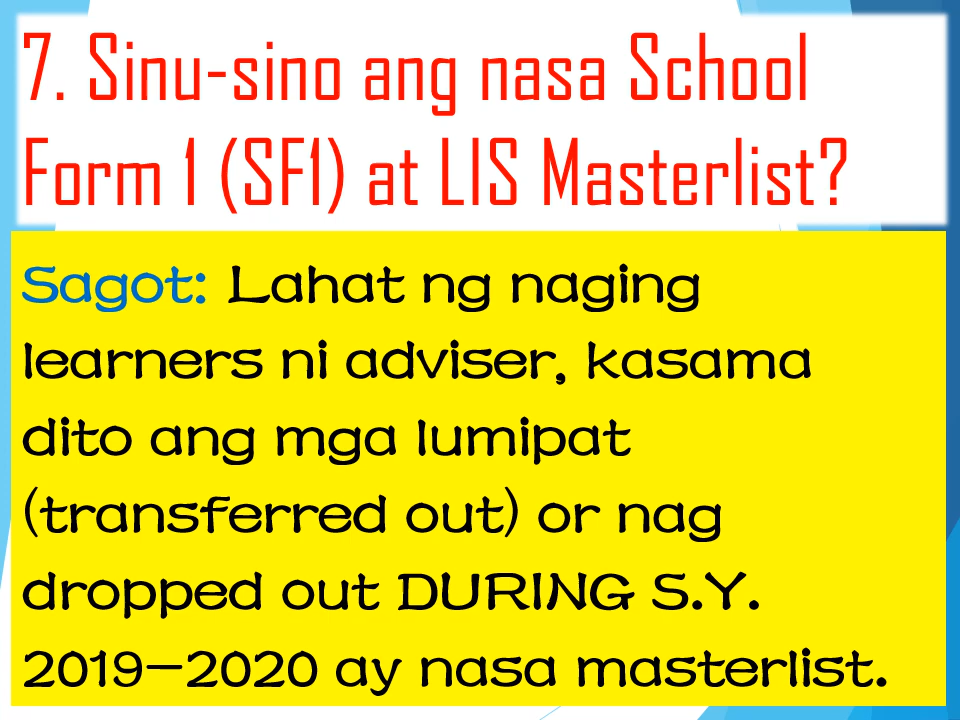 7. Sinu-sino ang nasa School
Form 1 (SF1) at LIS Masterlist?
Sagot: Lahat ng naging
learners ni adviser, kasama
dito ang mga lumipat
(transferred out) or nag
dropped out DURING S.Y.
2019–2020 ay nasa masterlist.